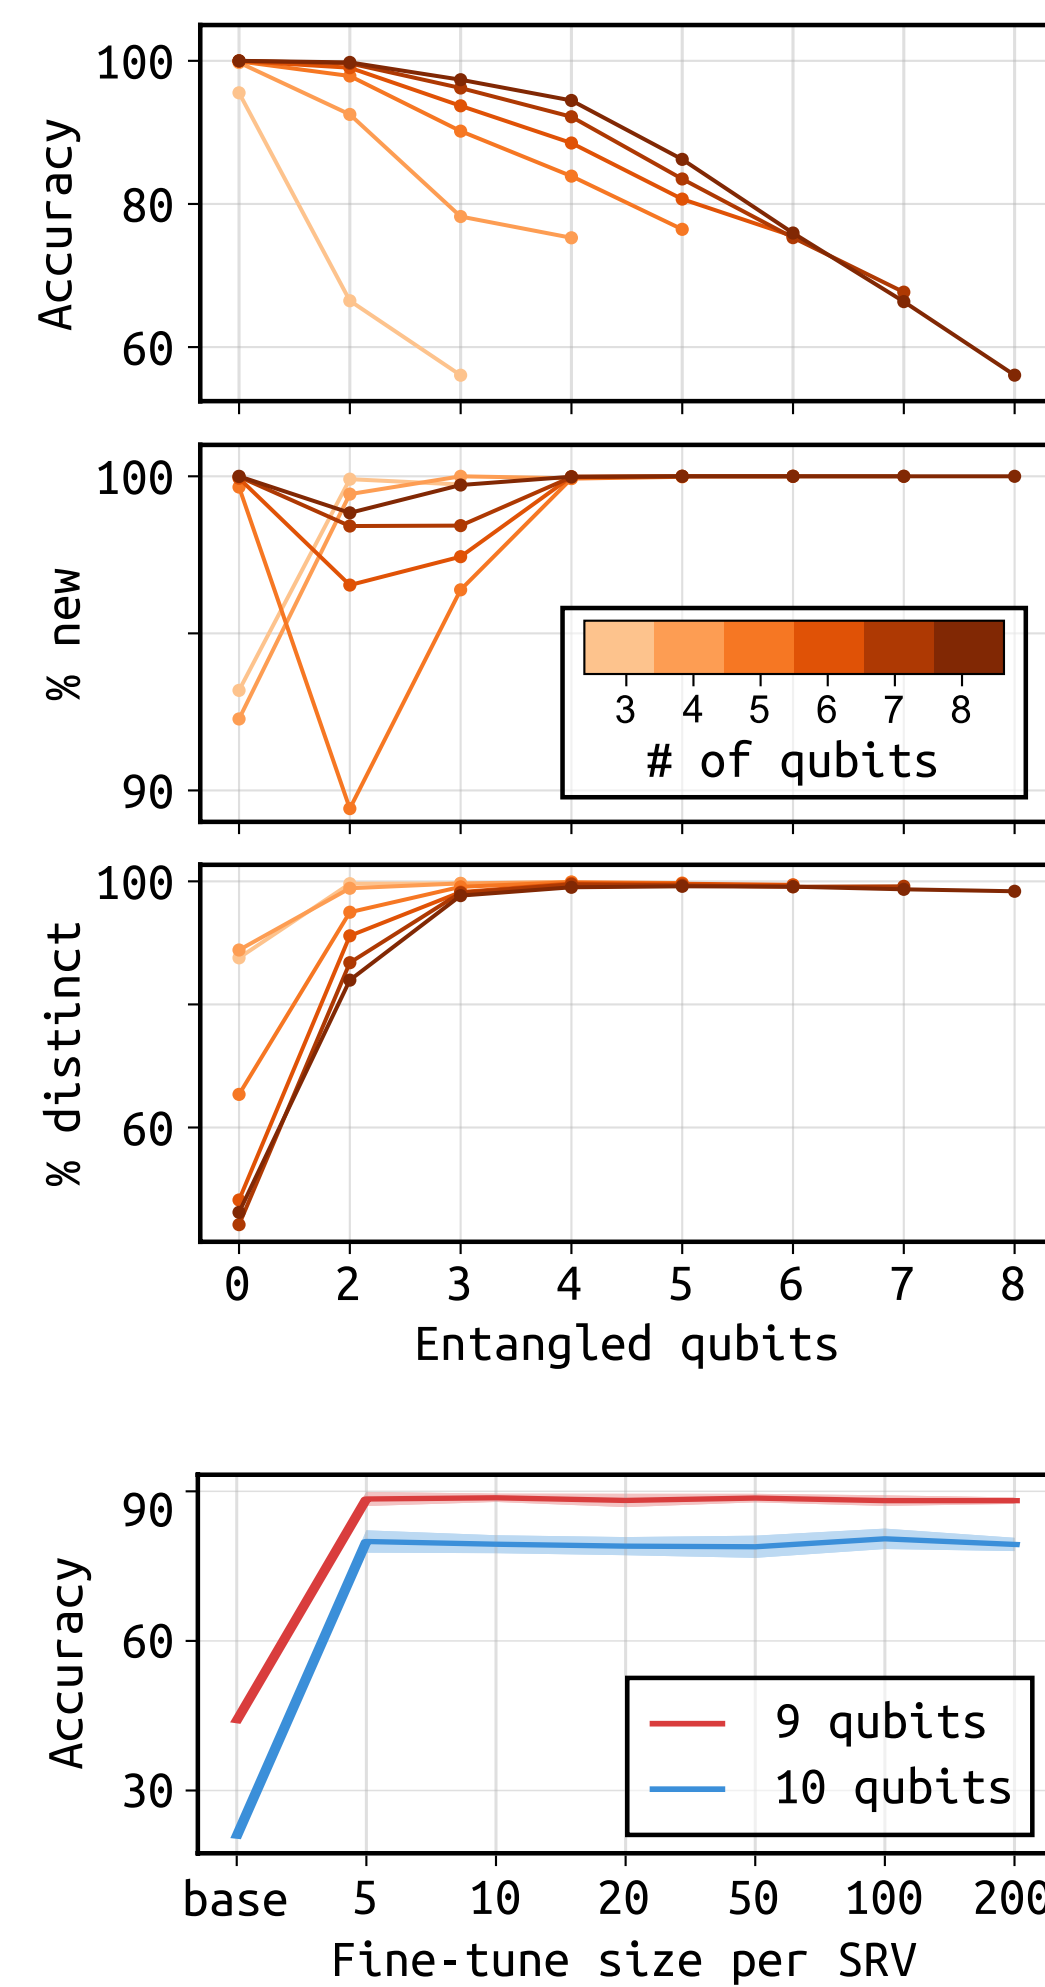 Accuracy
100
80
60
% new
100
90
3 4 5 6 7 8
# of qubits
% distinct
100
60
0 2 3 4 5 6 7 8
Entangled qubits
Accuracy
90
60
30
9 qubits
10 qubits
base 5 10 20 50 100 200
Fine-tune size per SRV